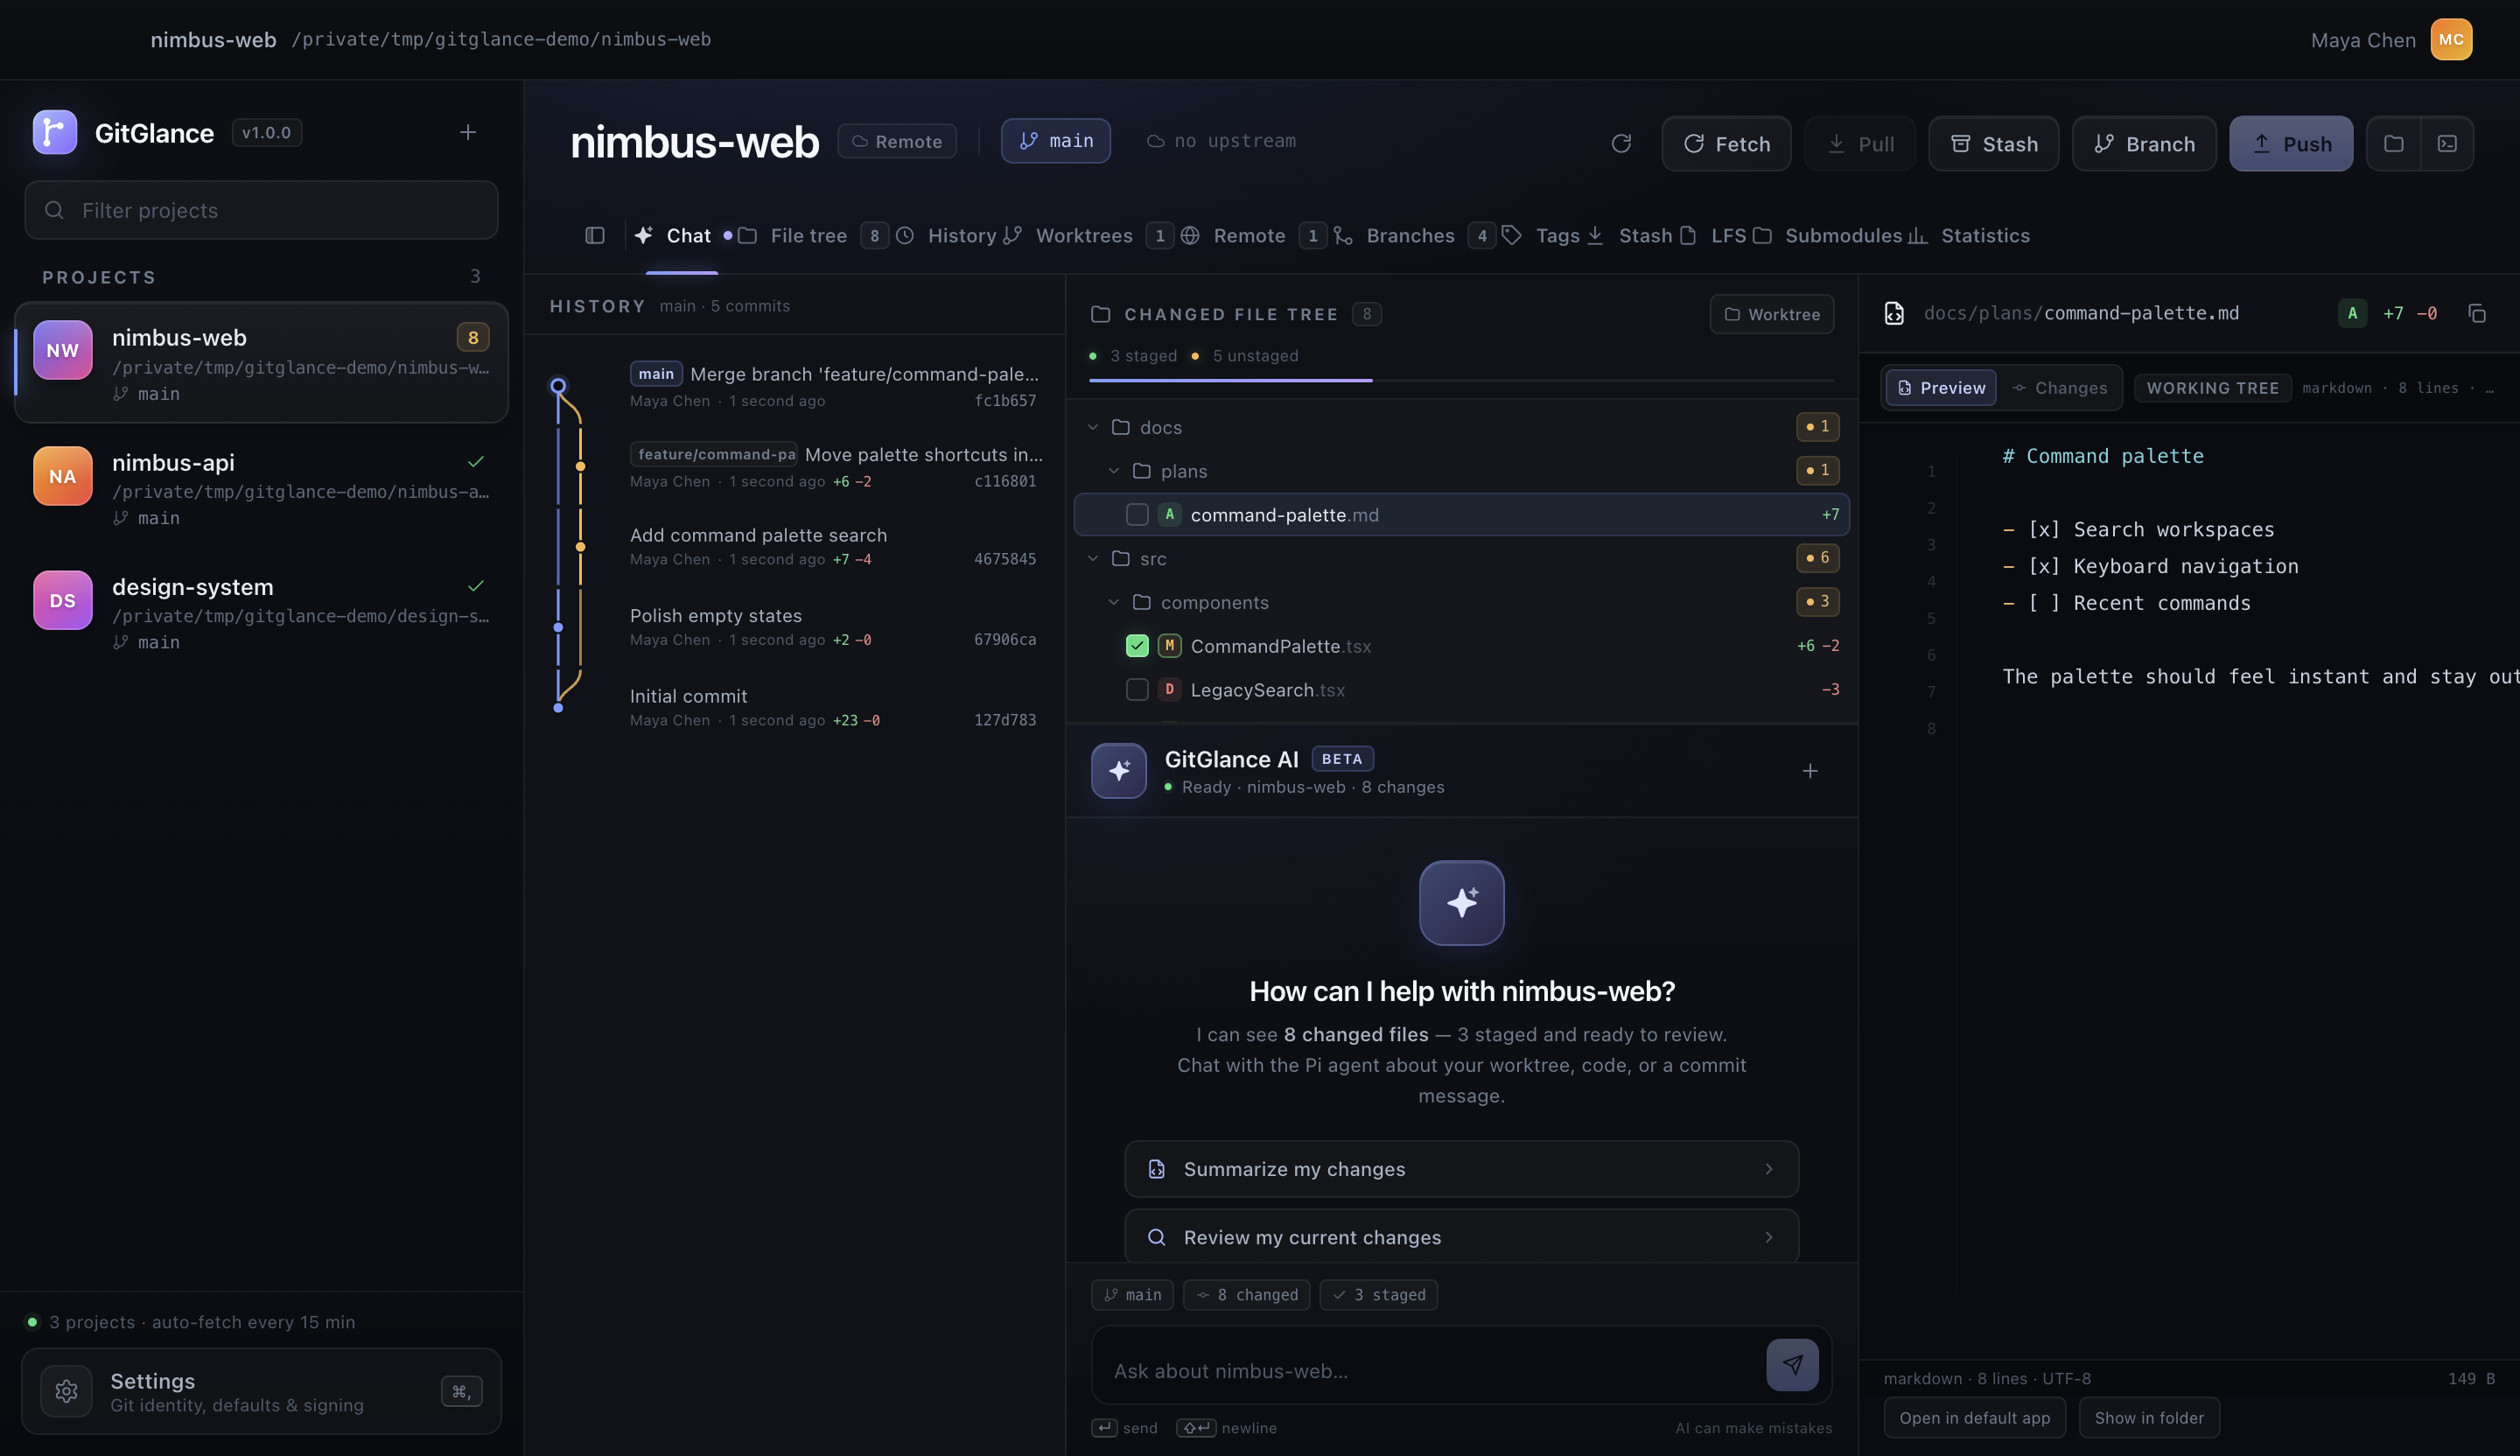 nimbus-web /private/tmp/gitglance-demo/nimbus-web
Maya Chen MC
GitGlance v1.0.0
Filter projects
PROJECTS 3
NW nimbus-web 8
/private/tmp/gitglance-demo/nimbus-w…
main
NA nimbus-api
/private/tmp/gitglance-demo/nimbus-a…
main
DS design-system
/private/tmp/gitglance-demo/design-s…
main
3 projects · auto-fetch every 15 min
Settings
Git identity, defaults & signing
⌘,
nimbus-web Remote main no upstream
Fetch Pull Stash Branch Push
Chat File tree 8 History Worktrees 1 Remote 1 Branches 4 Tags Stash LFS Submodules Statistics
HISTORY main · 5 commits
main Merge branch 'feature/command-pale…
Maya Chen · 1 second ago fc1b657
feature/command-pa Move palette shortcuts in…
Maya Chen · 1 second ago +6 −2 c116801
Add command palette search
Maya Chen · 1 second ago +7 −4 4675845
Polish empty states
Maya Chen · 1 second ago +2 −0 67906ca
Initial commit
Maya Chen · 1 second ago +23 −0 127d783
CHANGED FILE TREE 8 Worktree
3 staged 5 unstaged
docs 1
plans 1
A command-palette.md +7
src 6
components 3
M CommandPalette.tsx +6 −2
D LegacySearch.tsx −3
GitGlance AI BETA
Ready · nimbus-web · 8 changes
How can I help with nimbus-web?
I can see 8 changed files — 3 staged and ready to review.
Chat with the Pi agent about your worktree, code, or a commit
message.
Summarize my changes
Review my current changes
main 8 changed 3 staged
Ask about nimbus-web…
↵ send ⇧↵ newline AI can make mistakes
docs/plans/command-palette.md A +7 −0
Preview Changes WORKING TREE markdown · 8 lines · …
1 # Command palette
2
3 - [x] Search workspaces
4 - [x] Keyboard navigation
5 - [ ] Recent commands
6
7 The palette should feel instant and stay out
8
markdown · 8 lines · UTF-8 149 B
Open in default app Show in folder